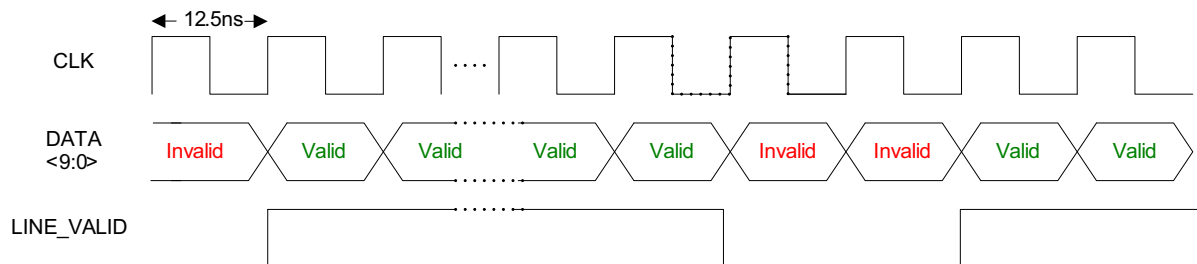 12.5ns
CLK
DATA
<9:0>
Invalid Valid Valid Valid Valid Invalid Invalid Valid Valid
LINE_VALID